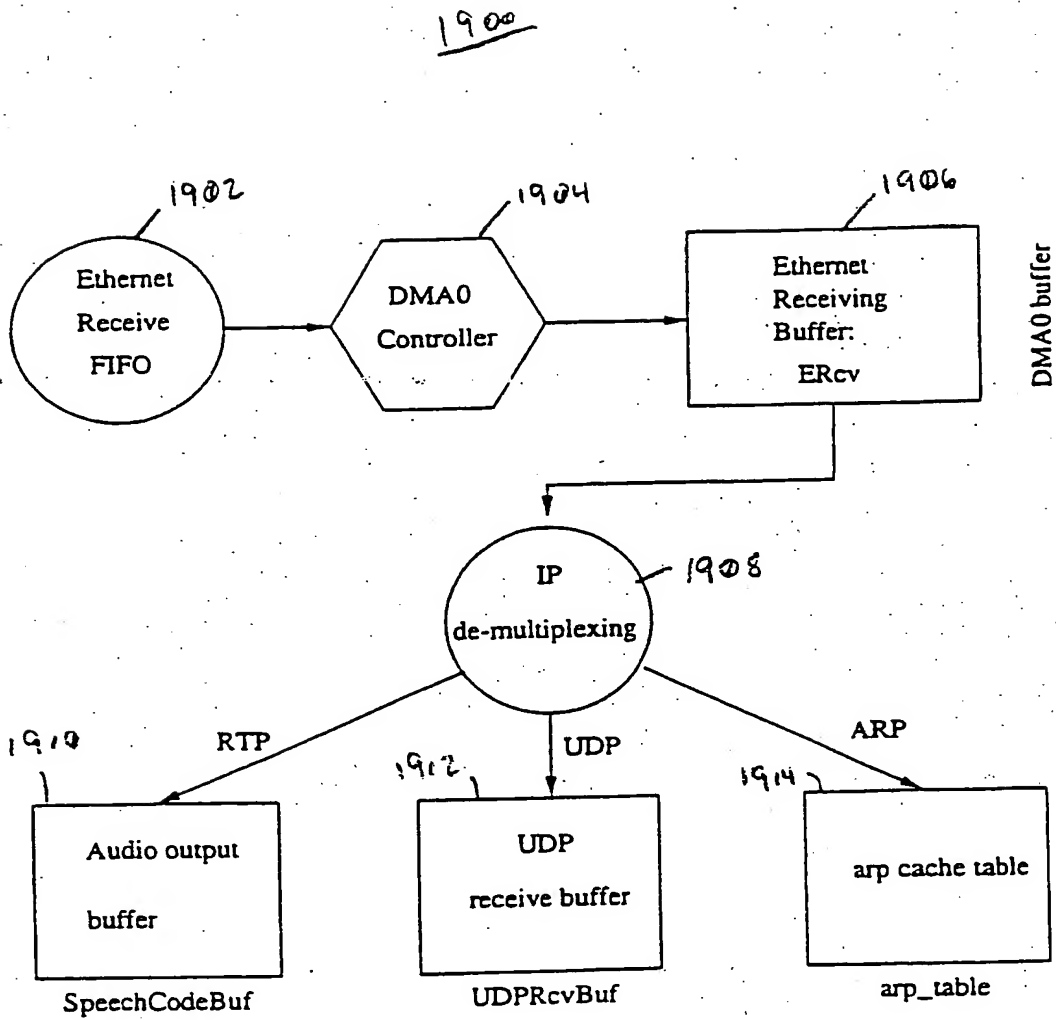 1900
1902
1904
1906
Ethernet
Receive
FIFO
DMA0
Controller
Ethernet
Receiving
Buffer:
ERcv
DMA0 buffer
IP
de-multiplexing
1908
RTP
UDP
ARP
1910
1912
1914
Audio output
buffer
UDP
receive buffer
arp cache table
SpeechCodeBuf
UDPRcvBuf
arp_table